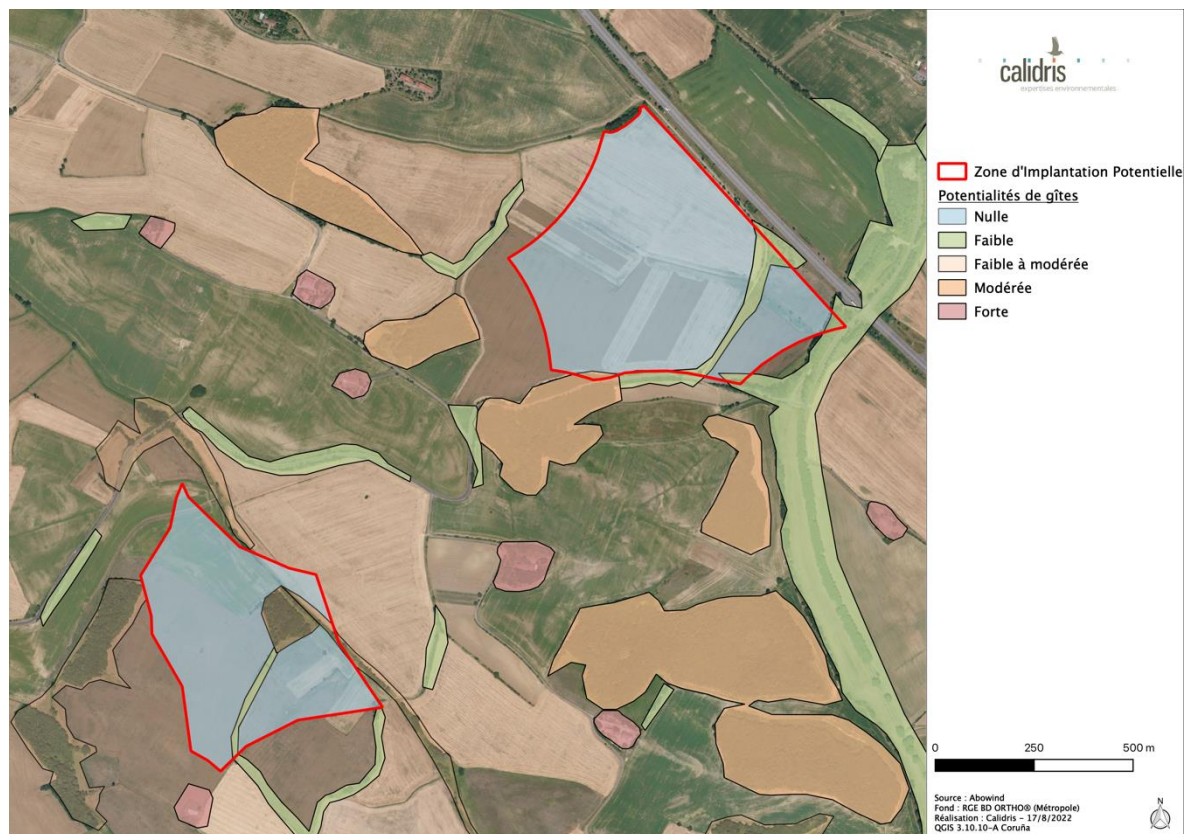 calidris
expertises environnementales
Zone d'Implantation Potentielle
Potentialités de gîtes
Nulle
Faible
Faible à modérée
Modérée
Forte
0 250 500 m
Source : Abowind
Fond : RGE BD ORTHO® (Métropole)
Réalisation : Calidris - 17/8/2022
QGIS 3.10.10-A Coruña
N